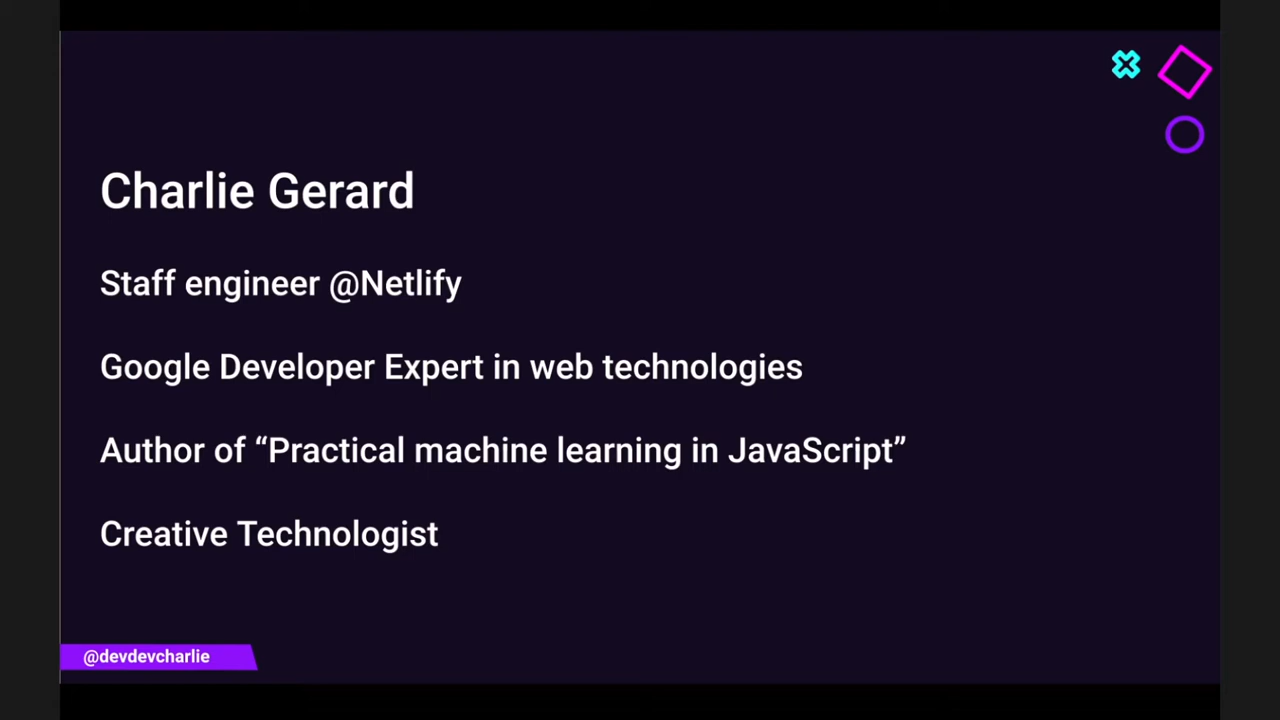 Charlie Gerard
Staff engineer @Netlify
Google Developer Expert in web technologies
Author of “Practical machine learning in JavaScript”
Creative Technologist
@devdevcharlie